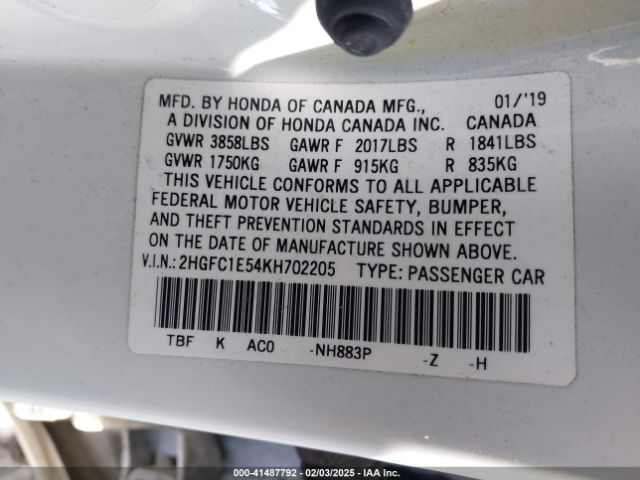 MFD. BY HONDA OF CANADA MFG., 01/'19
A DIVISION OF HONDA CANADA INC. CANADA
GVWR 3858LBS GAWR F 2017LBS R 1841LBS
GVWR 1750KG GAWR F 915KG R 835KG
THIS VEHICLE CONFORMS TO ALL APPLICABLE
FEDERAL MOTOR VEHICLE SAFETY, BUMPER,
AND THEFT PREVENTION STANDARDS IN EFFECT
ON THE DATE OF MANUFACTURE SHOWN ABOVE.
V.I.N.: 2HGFC1E54KH702205 TYPE: PASSENGER CAR
TBF K AC0 -NH883P -Z -H
000-41487792 - 02/03/2025 - IAA Inc.